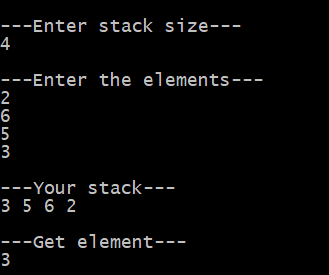 ---Enter stack size---
4
---Enter the elements---
2
6
5
3
---Your stack---
3 5 6 2
---Get element---
3